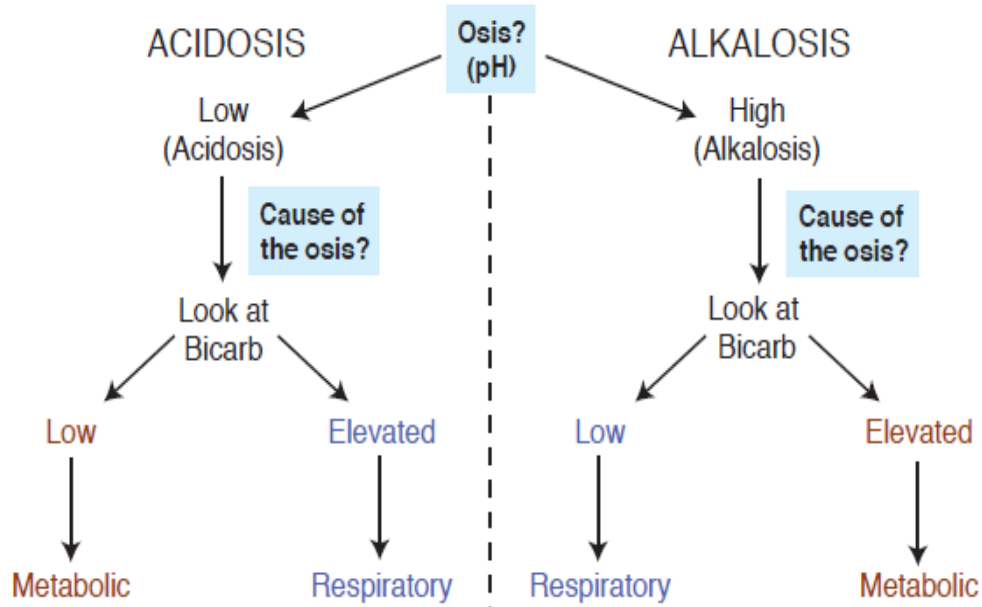 ACIDOSIS
Osis?
(pH)
ALKALOSIS
Low
(Acidosis)
High
(Alkalosis)
Cause of
the osis?
Cause of
the osis?
Look at
Bicarb
Look at
Bicarb
Low
Elevated
Low
Elevated
Metabolic
Respiratory
Respiratory
Metabolic